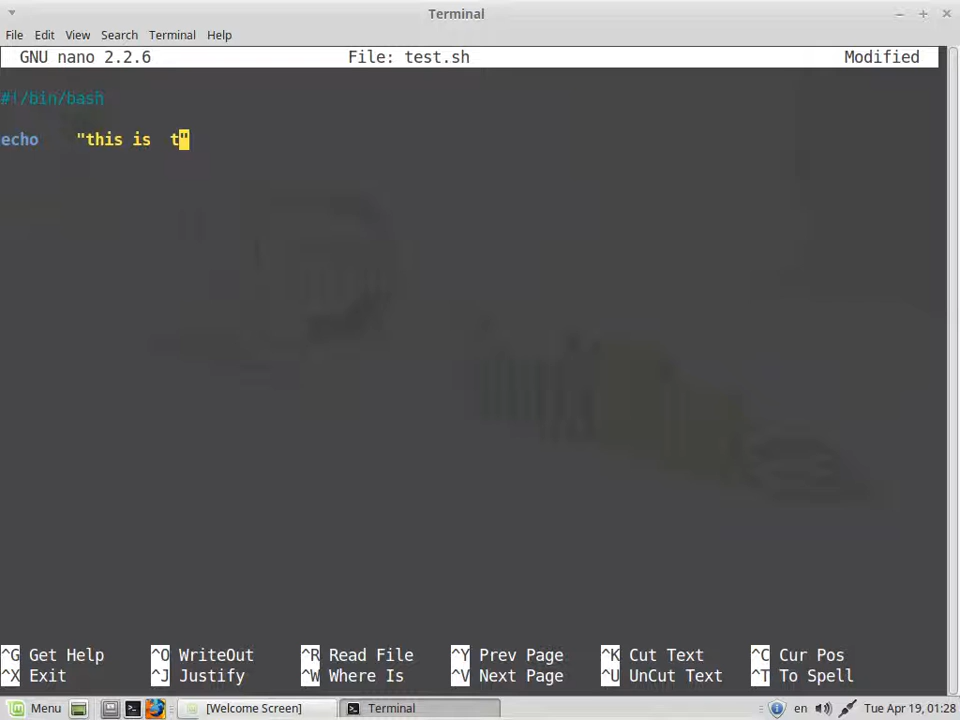 Terminal
File Edit View Search Terminal Help
GNU nano 2.2.6 File: test.sh Modified
#!/bin/bash
echo "this is t"
^G Get Help ^O WriteOut ^R Read File ^Y Prev Page ^K Cut Text ^C Cur Pos
^X Exit ^J Justify ^W Where Is ^V Next Page ^U UnCut Text ^T To Spell
Menu [Welcome Screen] Terminal en Tue Apr 19, 01:28